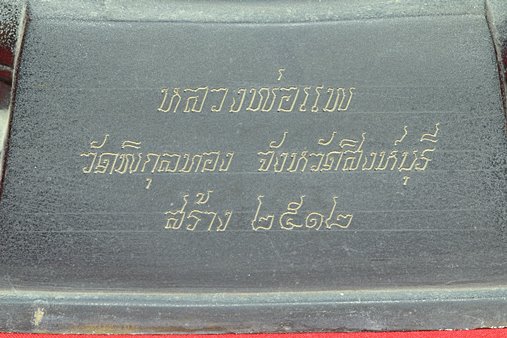 หลวงพ่อแพ
วัดพิกุลทอง จังหวัดสิงห์บุรี
สร้าง ๒๕๑๒